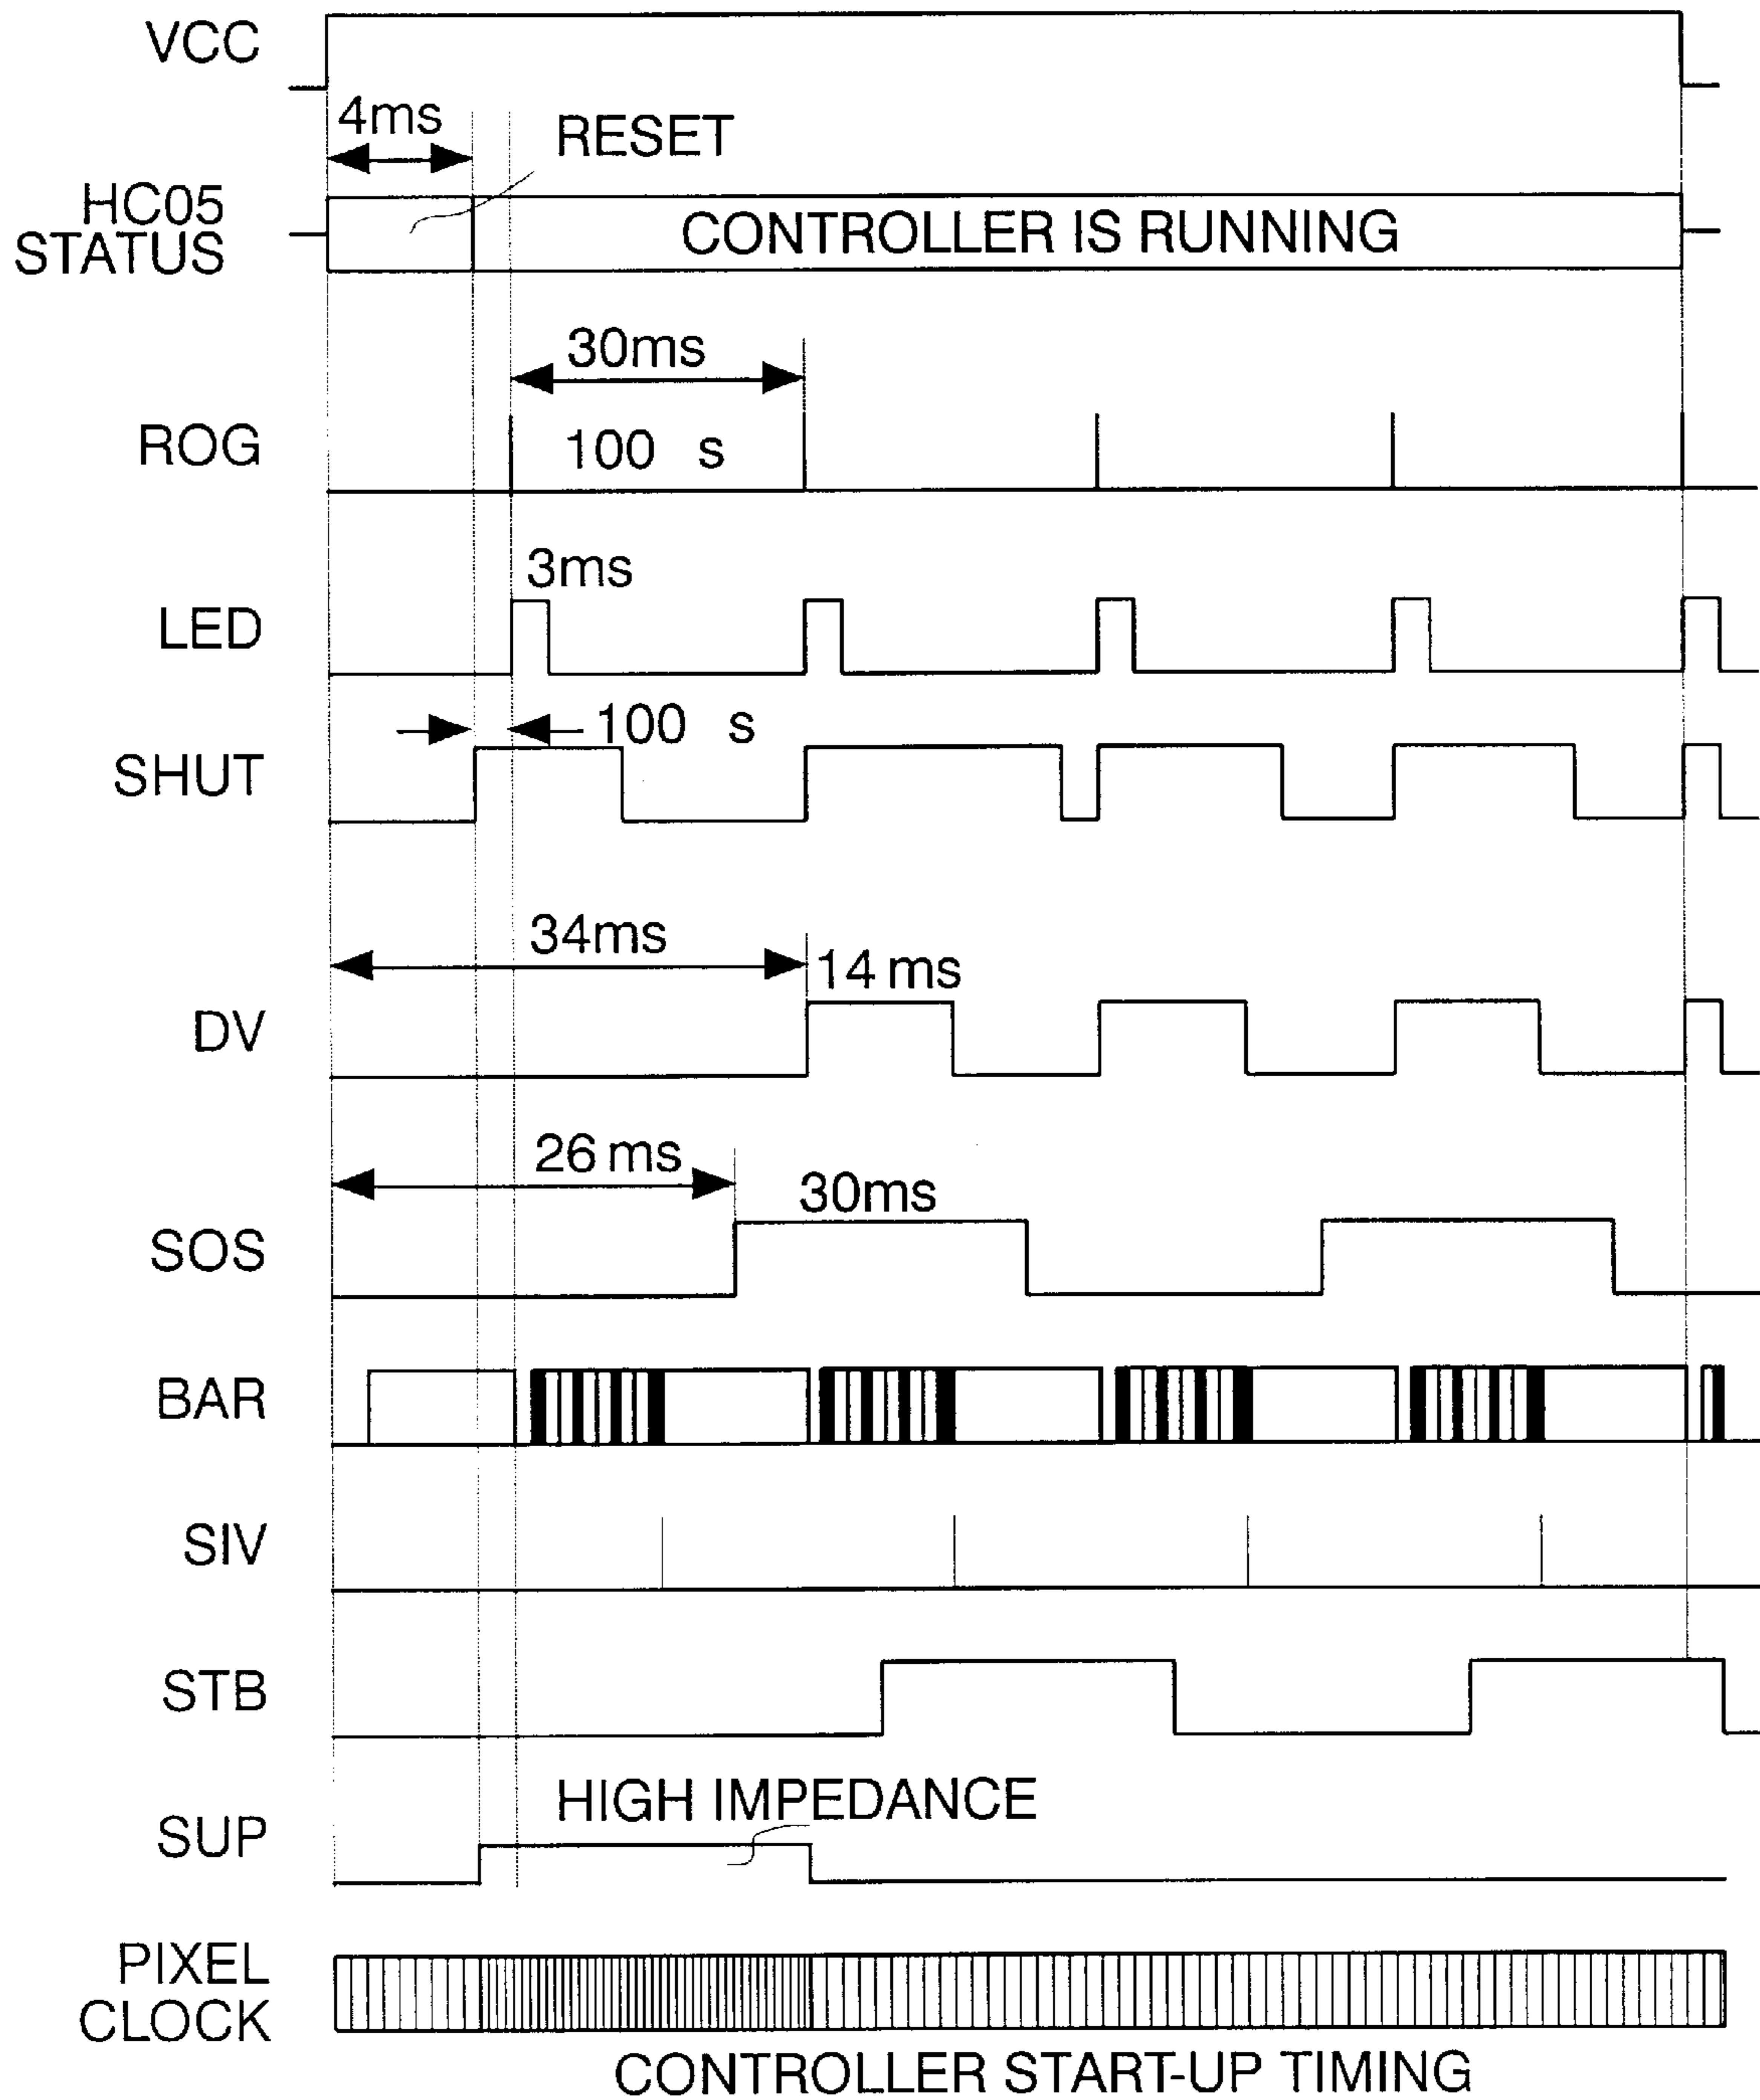 VCC
4ms
RESET
HC05
STATUS
CONTROLLER IS RUNNING
30ms
ROG
100 s
3ms
LED
100 s
SHUT
34ms
14 ms
DV
26 ms
30ms
SOS
BAR
SIV
STB
HIGH IMPEDANCE
SUP
PIXEL
CLOCK
CONTROLLER START-UP TIMING